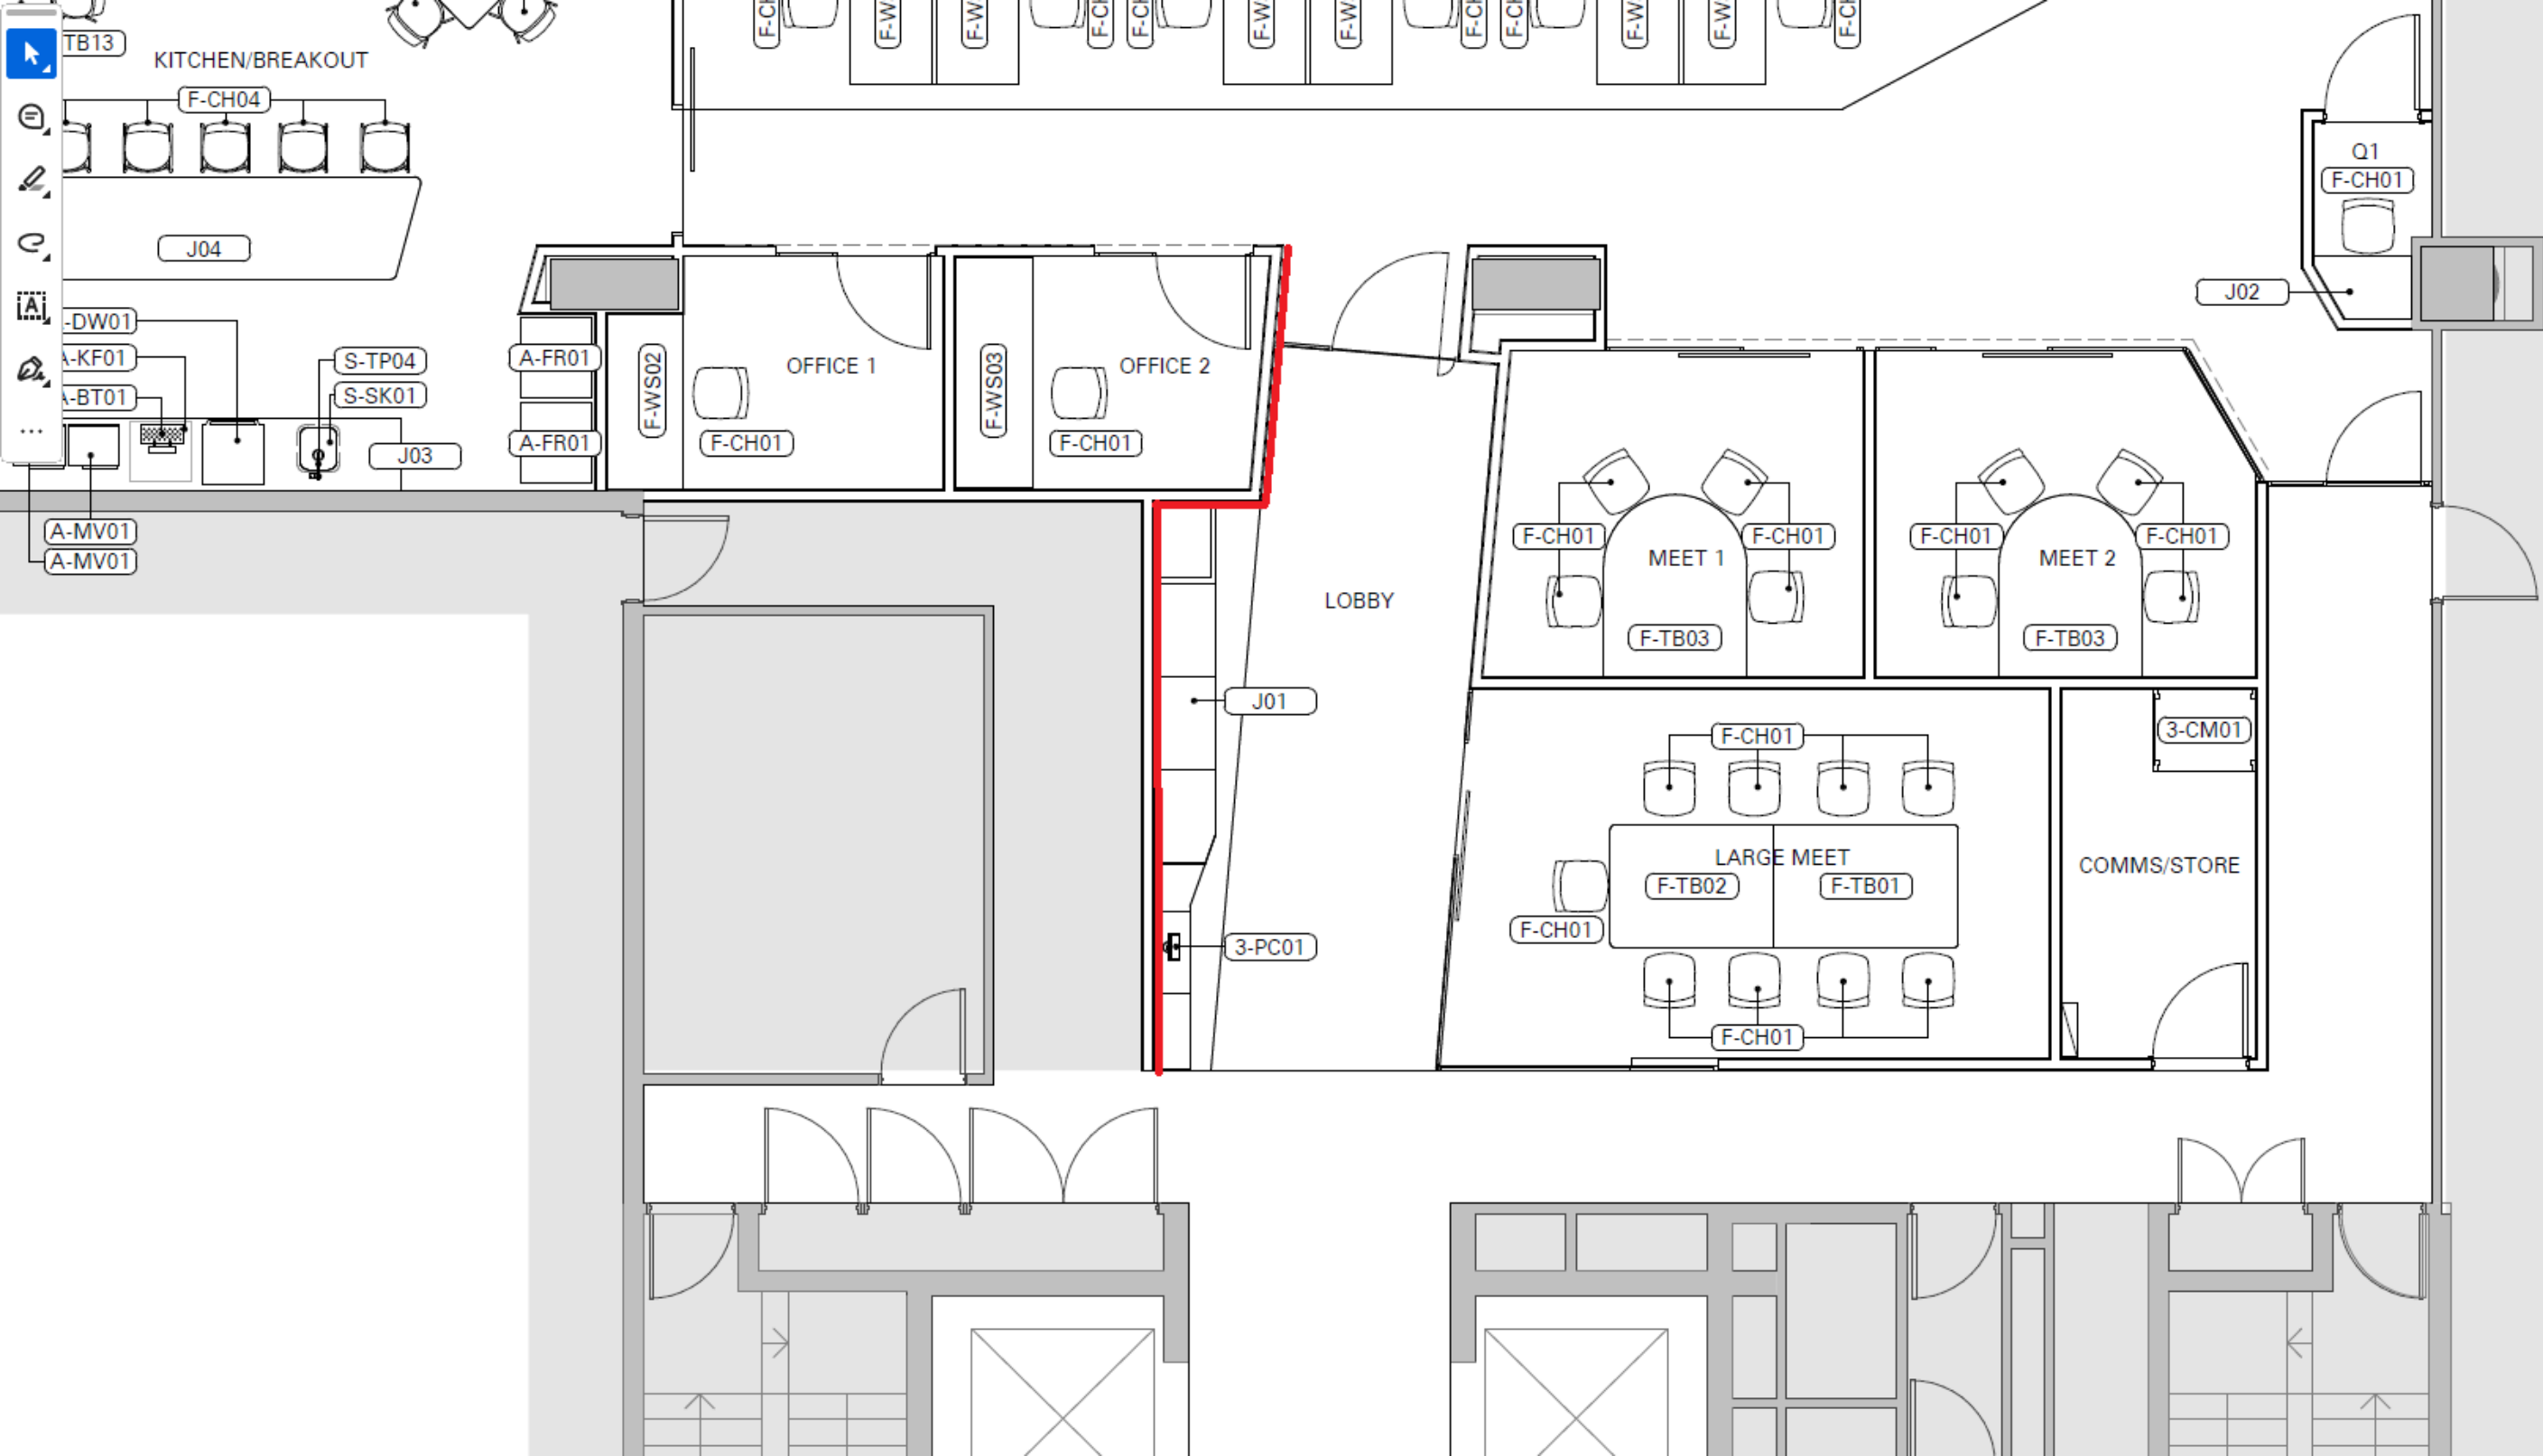 TB13
KITCHEN/BREAKOUT
F-CH04
J04
-DW01
A-KF01
A-BT01
S-TP04
S-SK01
J03
A-FR01
A-FR01
A-MV01
A-MV01
F-WS02
OFFICE 1
F-CH01
F-WS03
OFFICE 2
F-CH01
Q1
F-CH01
J02
LOBBY
J01
3-PC01
F-CH01
F-CH01
MEET 1
F-TB03
F-CH01
F-CH01
MEET 2
F-TB03
F-CH01
LARGE MEET
F-TB02
F-TB01
F-CH01
F-CH01
3-CM01
COMMS/STORE